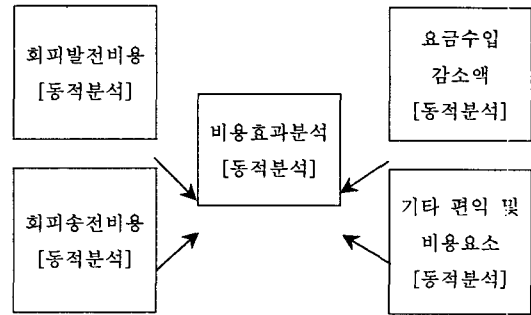 회피발전비용
[동적분석]
요금수입
감소액
[동적분석]
비용효과분석
[동적분석]
회피송전비용
[동적분석]
기타 편익 및
비용요소
[동적분석]